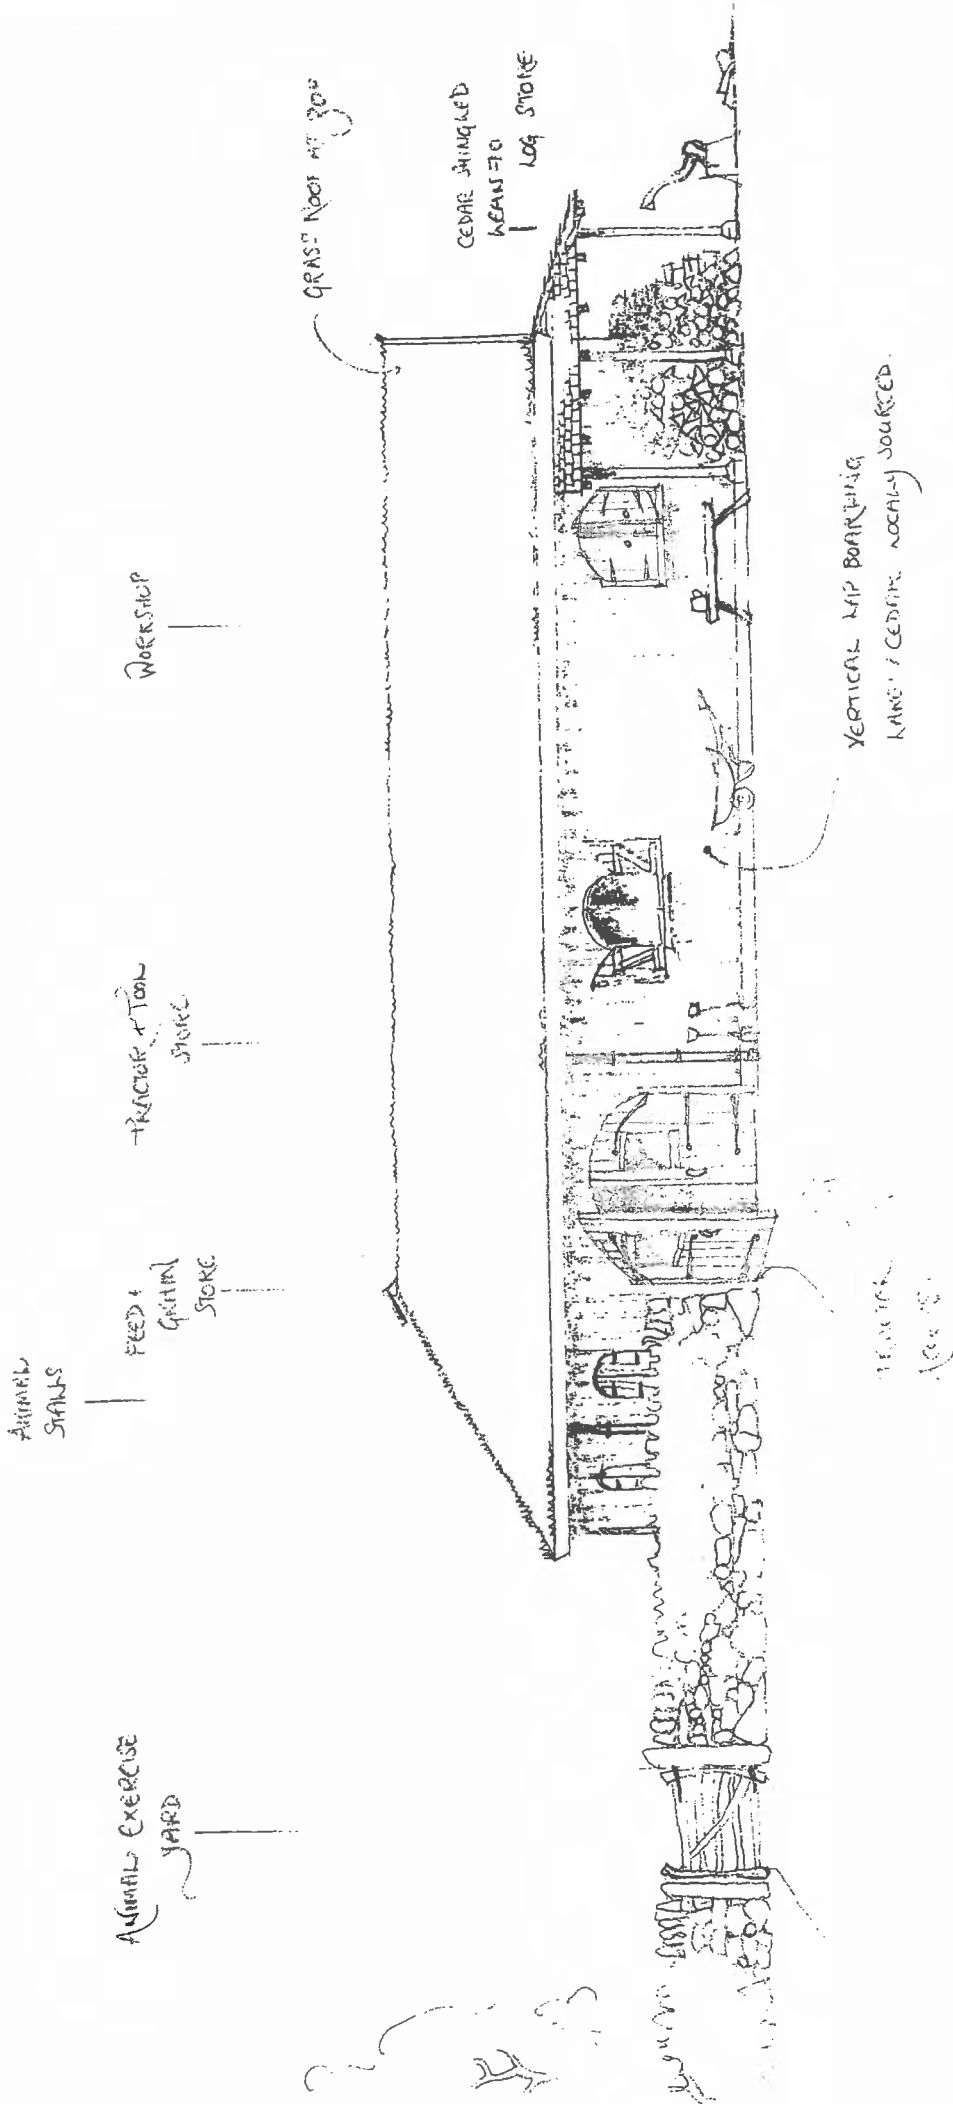 ANIMAL EXERCISE
YARD
ANIMAL
STALLS
FEED +
GRAIN
STORE
TRACTOR + TOOL
STORE
WORKSHOP
GRASS ROOF AT 30°
CEDAR SHINGLED
LEAN-TO
LOG STORE
VERTICAL LAP BOARDING
LARCH / CEDAR LOCALLY SOURCED.